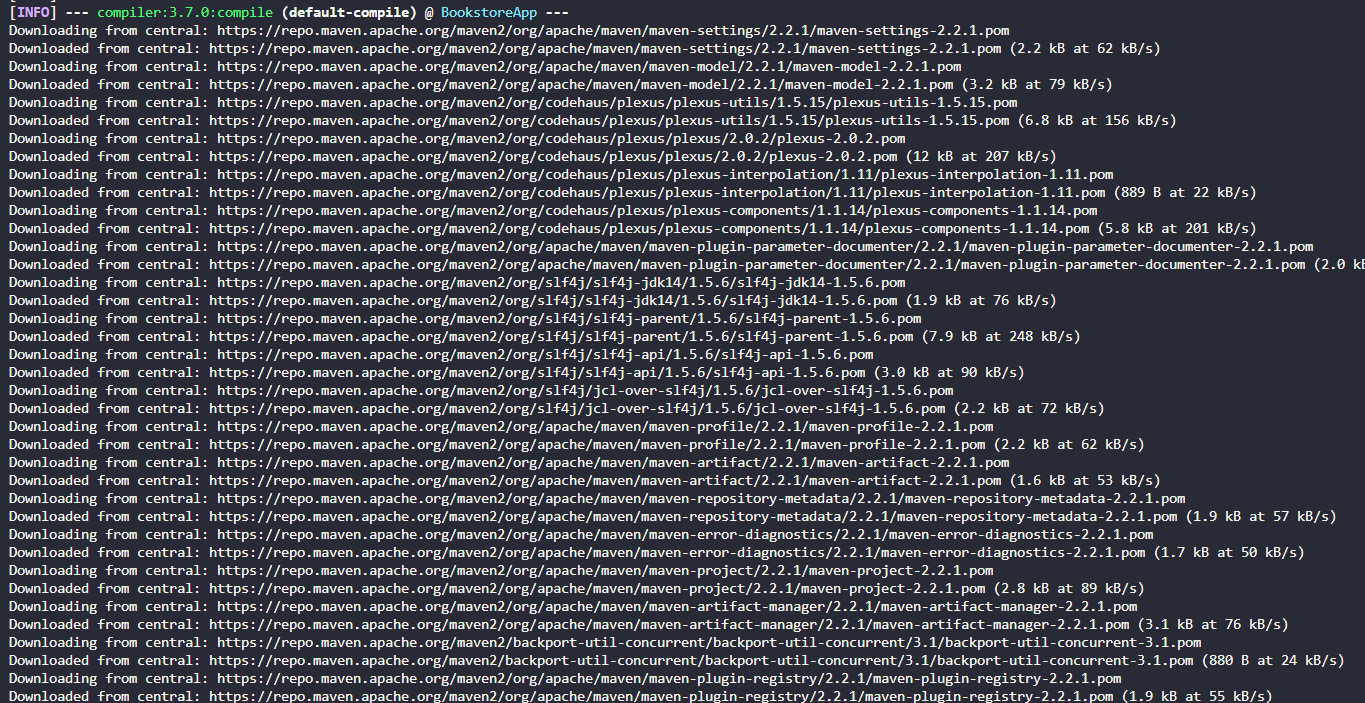 [INFO] --- compiler:3.7.0:compile (default-compile) @ BookstoreApp ---
Downloading from central: https://repo.maven.apache.org/maven2/org/apache/maven/maven-settings/2.2.1/maven-settings-2.2.1.pom
Downloaded from central: https://repo.maven.apache.org/maven2/org/apache/maven/maven-settings/2.2.1/maven-settings-2.2.1.pom (2.2 kB at 62 kB/s)
Downloading from central: https://repo.maven.apache.org/maven2/org/apache/maven/maven-model/2.2.1/maven-model-2.2.1.pom
Downloaded from central: https://repo.maven.apache.org/maven2/org/apache/maven/maven-model/2.2.1/maven-model-2.2.1.pom (3.2 kB at 79 kB/s)
Downloading from central: https://repo.maven.apache.org/maven2/org/codehaus/plexus/plexus-utils/1.5.15/plexus-utils-1.5.15.pom
Downloaded from central: https://repo.maven.apache.org/maven2/org/codehaus/plexus/plexus-utils/1.5.15/plexus-utils-1.5.15.pom (6.8 kB at 156 kB/s)
Downloading from central: https://repo.maven.apache.org/maven2/org/codehaus/plexus/plexus/2.0.2/plexus-2.0.2.pom
Downloaded from central: https://repo.maven.apache.org/maven2/org/codehaus/plexus/plexus/2.0.2/plexus-2.0.2.pom (12 kB at 207 kB/s)
Downloading from central: https://repo.maven.apache.org/maven2/org/codehaus/plexus/plexus-interpolation/1.11/plexus-interpolation-1.11.pom
Downloaded from central: https://repo.maven.apache.org/maven2/org/codehaus/plexus/plexus-interpolation/1.11/plexus-interpolation-1.11.pom (889 B at 22 kB/s)
Downloading from central: https://repo.maven.apache.org/maven2/org/codehaus/plexus/plexus-components/1.1.14/plexus-components-1.1.14.pom
Downloaded from central: https://repo.maven.apache.org/maven2/org/codehaus/plexus/plexus-components/1.1.14/plexus-components-1.1.14.pom (5.8 kB at 201 kB/s)
Downloading from central: https://repo.maven.apache.org/maven2/org/apache/maven/maven-plugin-parameter-documenter/2.2.1/maven-plugin-parameter-documenter-2.2.1.pom
Downloaded from central: https://repo.maven.apache.org/maven2/org/apache/maven/maven-plugin-parameter-documenter/2.2.1/maven-plugin-parameter-documenter-2.2.1.pom (2.0 kB
Downloading from central: https://repo.maven.apache.org/maven2/org/slf4j/slf4j-jdk14/1.5.6/slf4j-jdk14-1.5.6.pom
Downloaded from central: https://repo.maven.apache.org/maven2/org/slf4j/slf4j-jdk14/1.5.6/slf4j-jdk14-1.5.6.pom (1.9 kB at 76 kB/s)
Downloading from central: https://repo.maven.apache.org/maven2/org/slf4j/slf4j-parent/1.5.6/slf4j-parent-1.5.6.pom
Downloaded from central: https://repo.maven.apache.org/maven2/org/slf4j/slf4j-parent/1.5.6/slf4j-parent-1.5.6.pom (7.9 kB at 248 kB/s)
Downloading from central: https://repo.maven.apache.org/maven2/org/slf4j/slf4j-api/1.5.6/slf4j-api-1.5.6.pom
Downloaded from central: https://repo.maven.apache.org/maven2/org/slf4j/slf4j-api/1.5.6/slf4j-api-1.5.6.pom (3.0 kB at 90 kB/s)
Downloading from central: https://repo.maven.apache.org/maven2/org/slf4j/jcl-over-slf4j/1.5.6/jcl-over-slf4j-1.5.6.pom
Downloaded from central: https://repo.maven.apache.org/maven2/org/slf4j/jcl-over-slf4j/1.5.6/jcl-over-slf4j-1.5.6.pom (2.2 kB at 72 kB/s)
Downloading from central: https://repo.maven.apache.org/maven2/org/apache/maven/maven-profile/2.2.1/maven-profile-2.2.1.pom
Downloaded from central: https://repo.maven.apache.org/maven2/org/apache/maven/maven-profile/2.2.1/maven-profile-2.2.1.pom (2.2 kB at 62 kB/s)
Downloading from central: https://repo.maven.apache.org/maven2/org/apache/maven/maven-artifact/2.2.1/maven-artifact-2.2.1.pom
Downloaded from central: https://repo.maven.apache.org/maven2/org/apache/maven/maven-artifact/2.2.1/maven-artifact-2.2.1.pom (1.6 kB at 53 kB/s)
Downloading from central: https://repo.maven.apache.org/maven2/org/apache/maven/maven-repository-metadata/2.2.1/maven-repository-metadata-2.2.1.pom
Downloaded from central: https://repo.maven.apache.org/maven2/org/apache/maven/maven-repository-metadata/2.2.1/maven-repository-metadata-2.2.1.pom (1.9 kB at 57 kB/s)
Downloading from central: https://repo.maven.apache.org/maven2/org/apache/maven/maven-error-diagnostics/2.2.1/maven-error-diagnostics-2.2.1.pom
Downloaded from central: https://repo.maven.apache.org/maven2/org/apache/maven/maven-error-diagnostics/2.2.1/maven-error-diagnostics-2.2.1.pom (1.7 kB at 50 kB/s)
Downloading from central: https://repo.maven.apache.org/maven2/org/apache/maven/maven-project/2.2.1/maven-project-2.2.1.pom
Downloaded from central: https://repo.maven.apache.org/maven2/org/apache/maven/maven-project/2.2.1/maven-project-2.2.1.pom (2.8 kB at 89 kB/s)
Downloading from central: https://repo.maven.apache.org/maven2/org/apache/maven/maven-artifact-manager/2.2.1/maven-artifact-manager-2.2.1.pom
Downloaded from central: https://repo.maven.apache.org/maven2/org/apache/maven/maven-artifact-manager/2.2.1/maven-artifact-manager-2.2.1.pom (3.1 kB at 76 kB/s)
Downloading from central: https://repo.maven.apache.org/maven2/backport-util-concurrent/backport-util-concurrent/3.1/backport-util-concurrent-3.1.pom
Downloaded from central: https://repo.maven.apache.org/maven2/backport-util-concurrent/backport-util-concurrent/3.1/backport-util-concurrent-3.1.pom (880 B at 24 kB/s)
Downloading from central: https://repo.maven.apache.org/maven2/org/apache/maven/maven-plugin-registry/2.2.1/maven-plugin-registry-2.2.1.pom
Downloaded from central: https://repo.maven.apache.org/maven2/org/apache/maven/maven-plugin-registry/2.2.1/maven-plugin-registry-2.2.1.pom (1.9 kB at 55 kB/s)